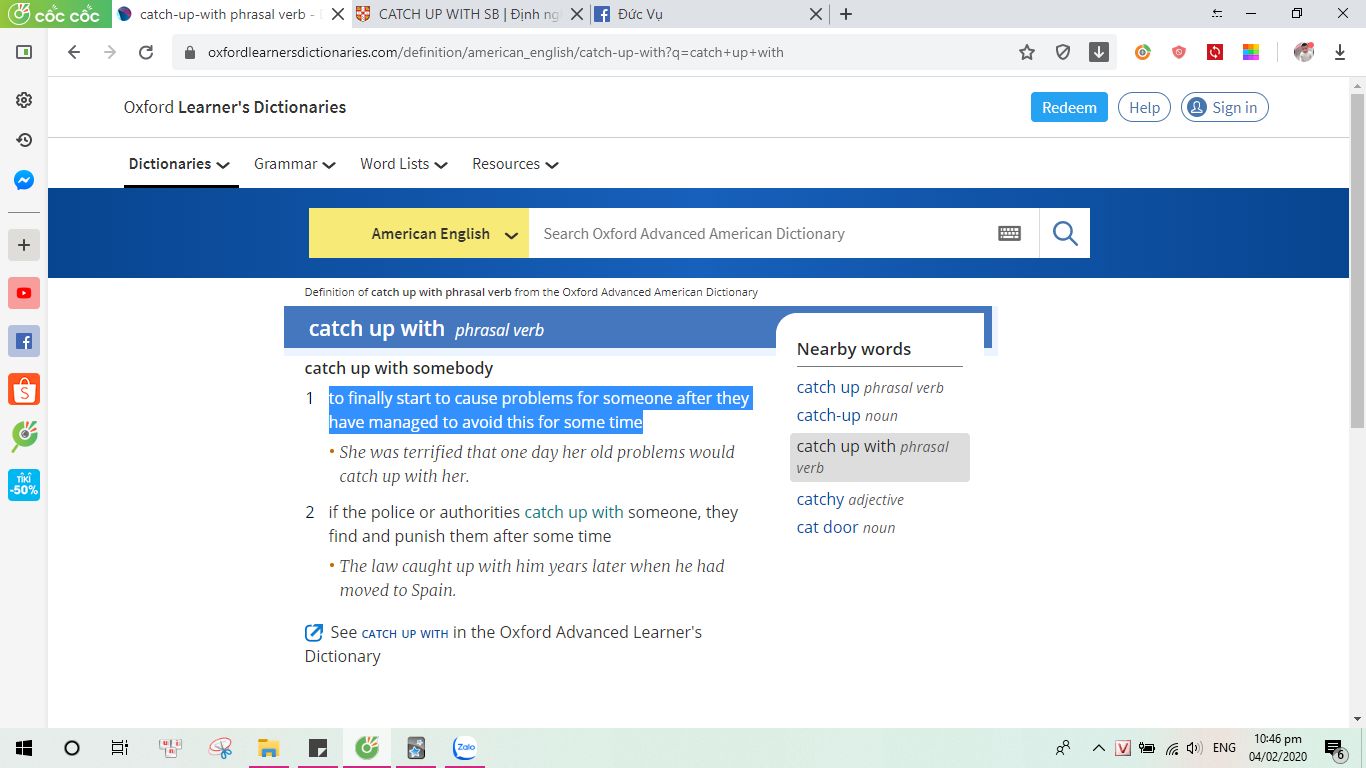 cốc cốc
catch-up-with phrasal verb -
CATCH UP WITH SB | Định ng
Đức Vụ
oxfordlearnersdictionaries.com/definition/american_english/catch-up-with?q=catch+up+with
Oxford Learner's Dictionaries
Redeem
Help
Sign in
Dictionaries
Grammar
Word Lists
Resources
American English
Search Oxford Advanced American Dictionary
Definition of catch up with phrasal verb from the Oxford Advanced American Dictionary
catch up with phrasal verb
catch up with somebody
1 to finally start to cause problems for someone after they
have managed to avoid this for some time
• She was terrified that one day her old problems would
catch up with her.
2 if the police or authorities catch up with someone, they
find and punish them after some time
• The law caught up with him years later when he had
moved to Spain.
See CATCH UP WITH in the Oxford Advanced Learner's
Dictionary
Nearby words
catch up phrasal verb
catch-up noun
catch up with phrasal
verb
catchy adjective
cat door noun
TIKI
-50%
Zalo
V
ENG
10:46 pm
04/02/2020
6